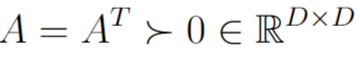 A = A^T ≻ 0 ∈ ℝ^{D×D}